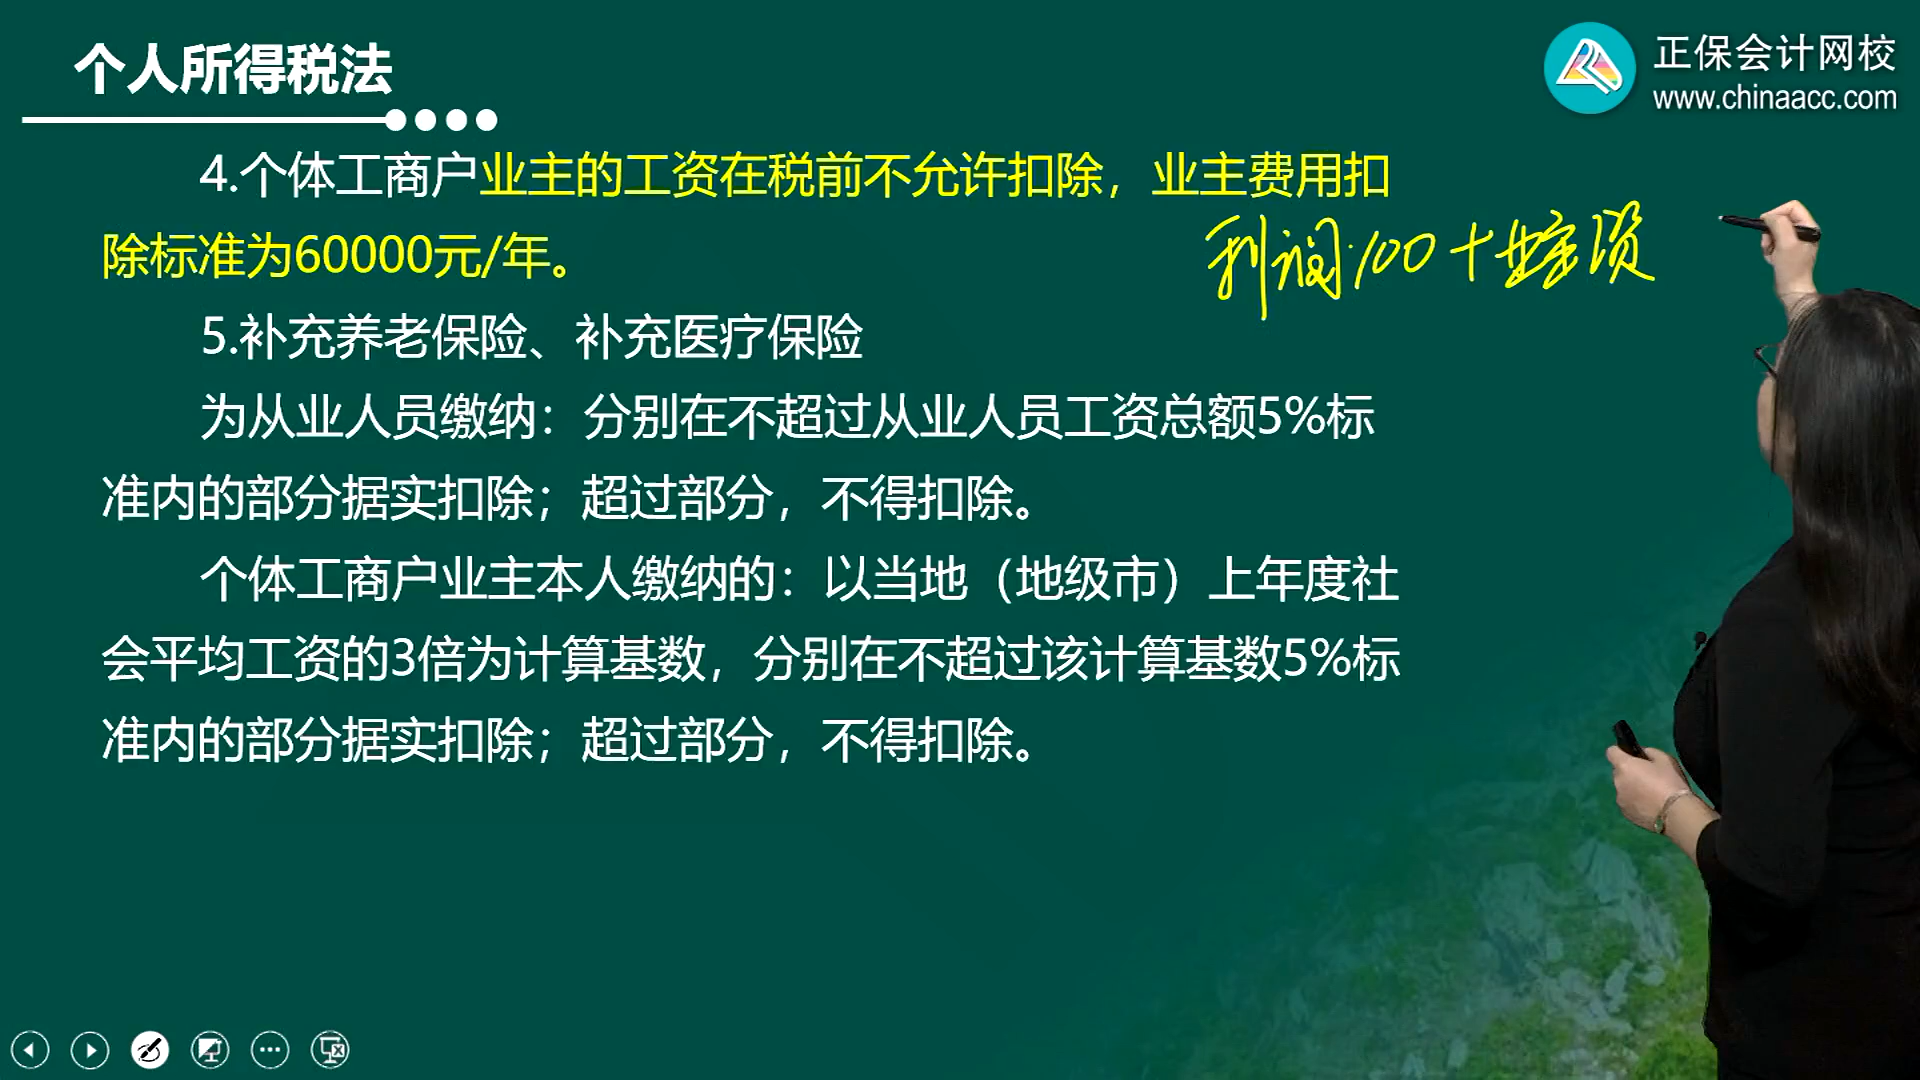 个人所得税法
正保会计网校
www.chinaacc.com
4.个体工商户业主的工资在税前不允许扣除，业主费用扣
除标准为60000元/年。
利润100+业主工资
5.补充养老保险、补充医疗保险
为从业人员缴纳：分别在不超过从业人员工资总额5%标
准内的部分据实扣除；超过部分，不得扣除。
个体工商户业主本人缴纳的：以当地（地级市）上年度社
会平均工资的3倍为计算基数，分别在不超过该计算基数5%标
准内的部分据实扣除；超过部分，不得扣除。